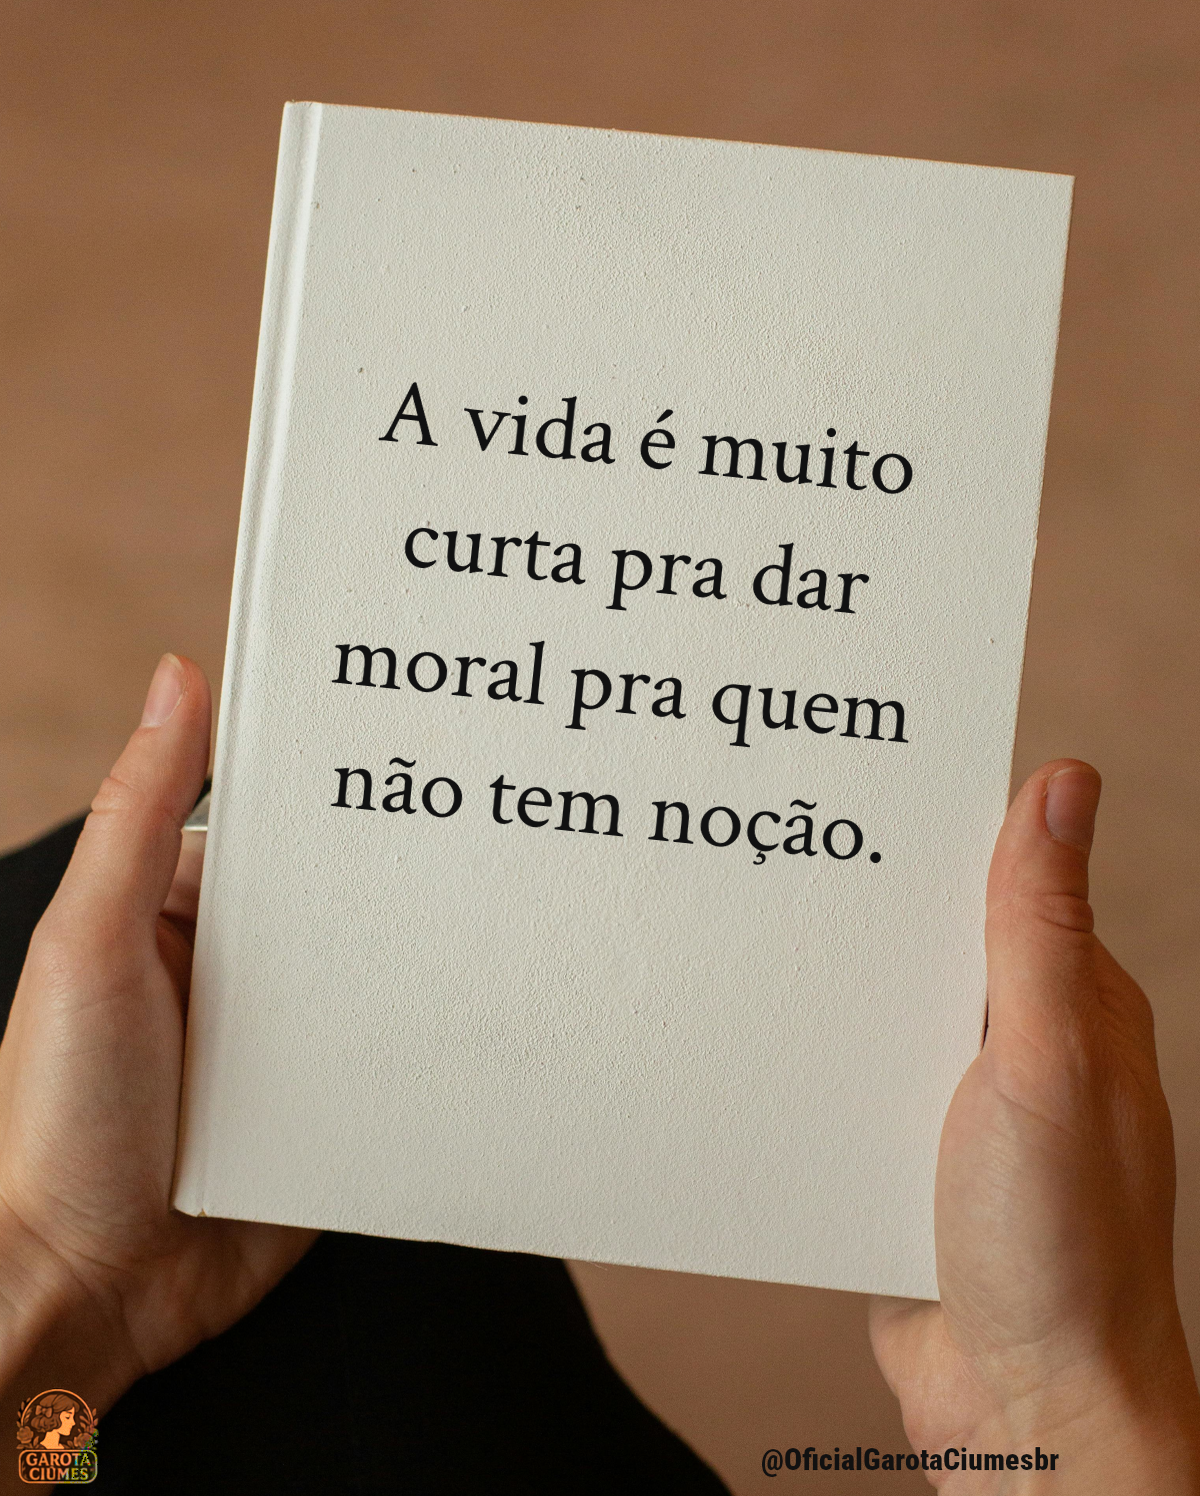 A vida é muito
curta pra dar
moral pra quem
não tem noção.
GAROTA
CIUMES
@OficialGarotaCiumesbr